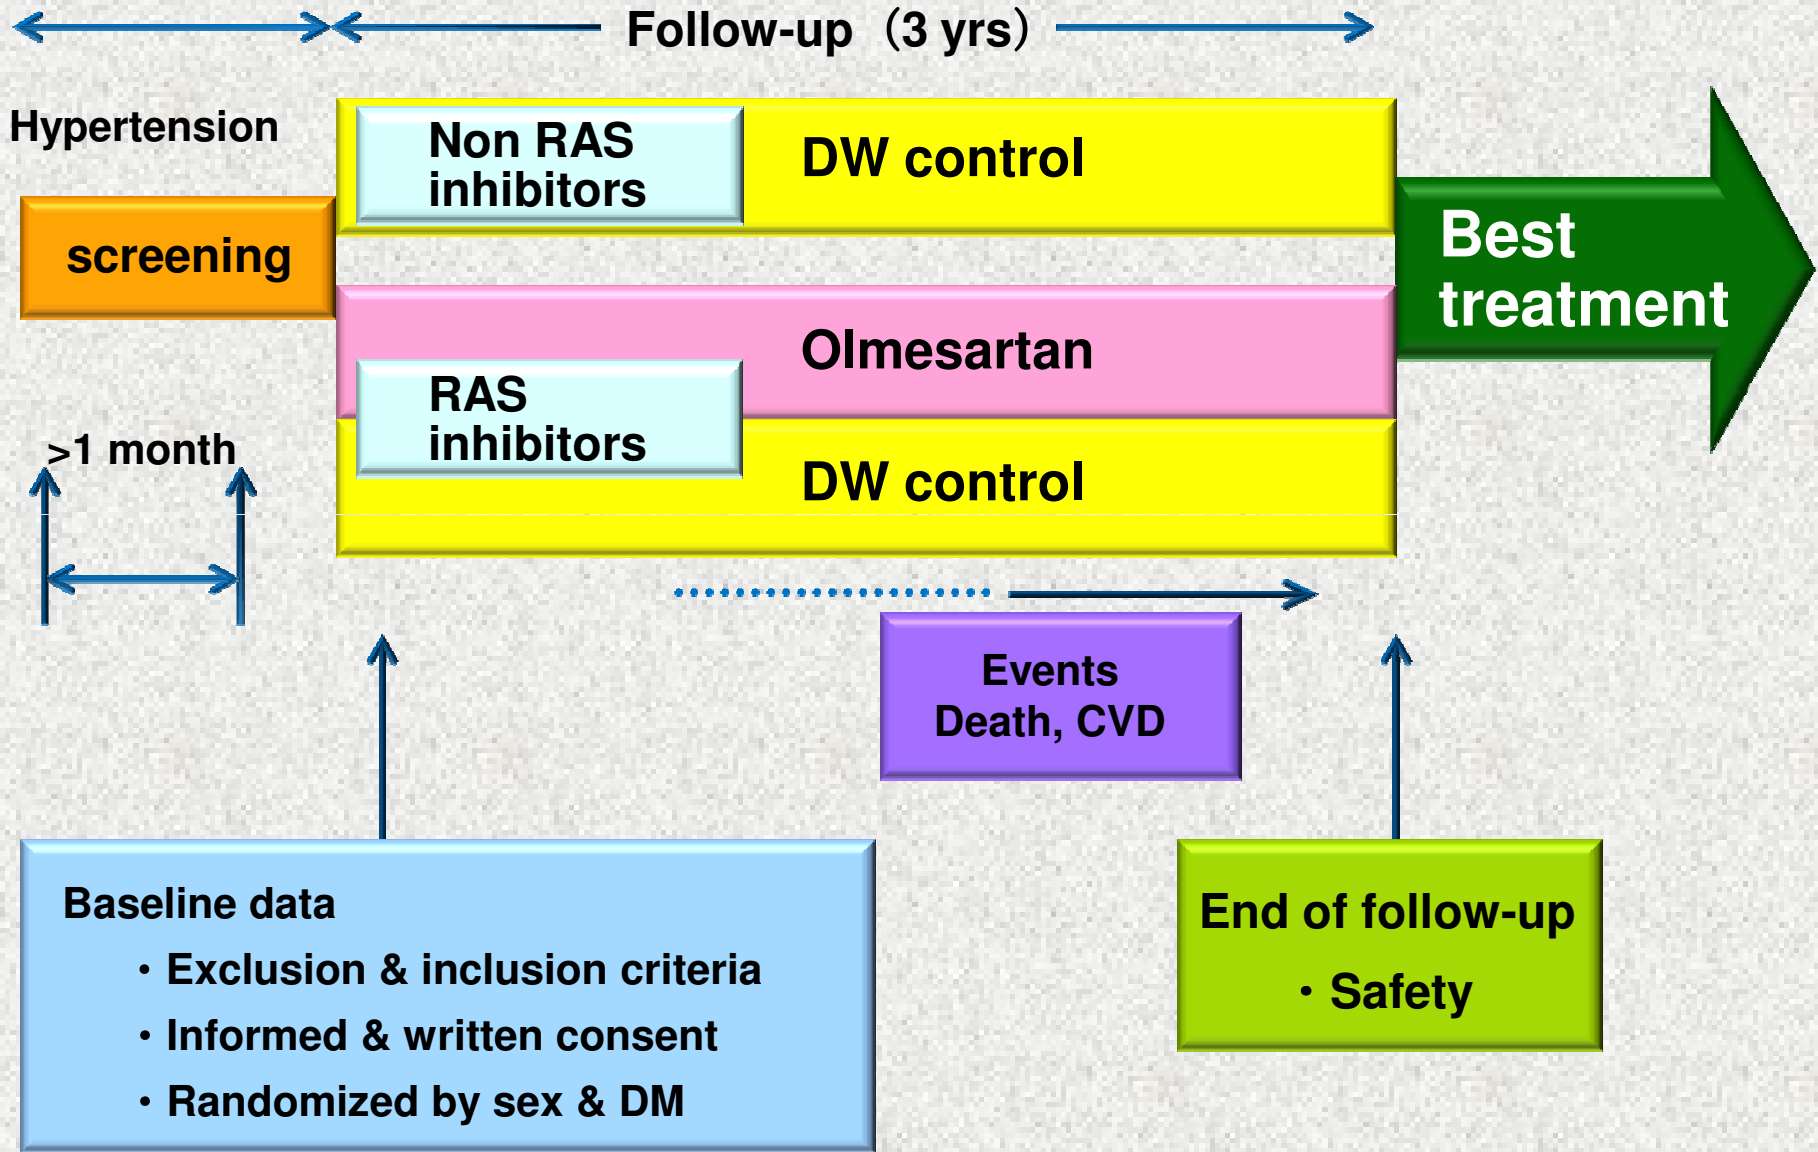 Follow-up（3 yrs）
Hypertension
Non RAS
inhibitors
DW control
screening
Best
treatment
Olmesartan
RAS
inhibitors
>1 month
DW control
Events
Death, CVD
Baseline data
・Exclusion & inclusion criteria
・Informed & written consent
・Randomized by sex & DM
End of follow-up
・Safety